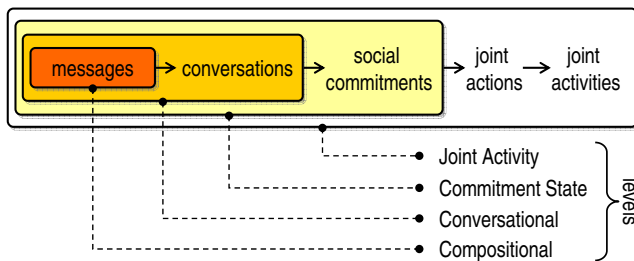 messages
conversations
social
commitments
joint
actions
joint
activities
Joint Activity
Commitment State
Conversational
Compositional
levels